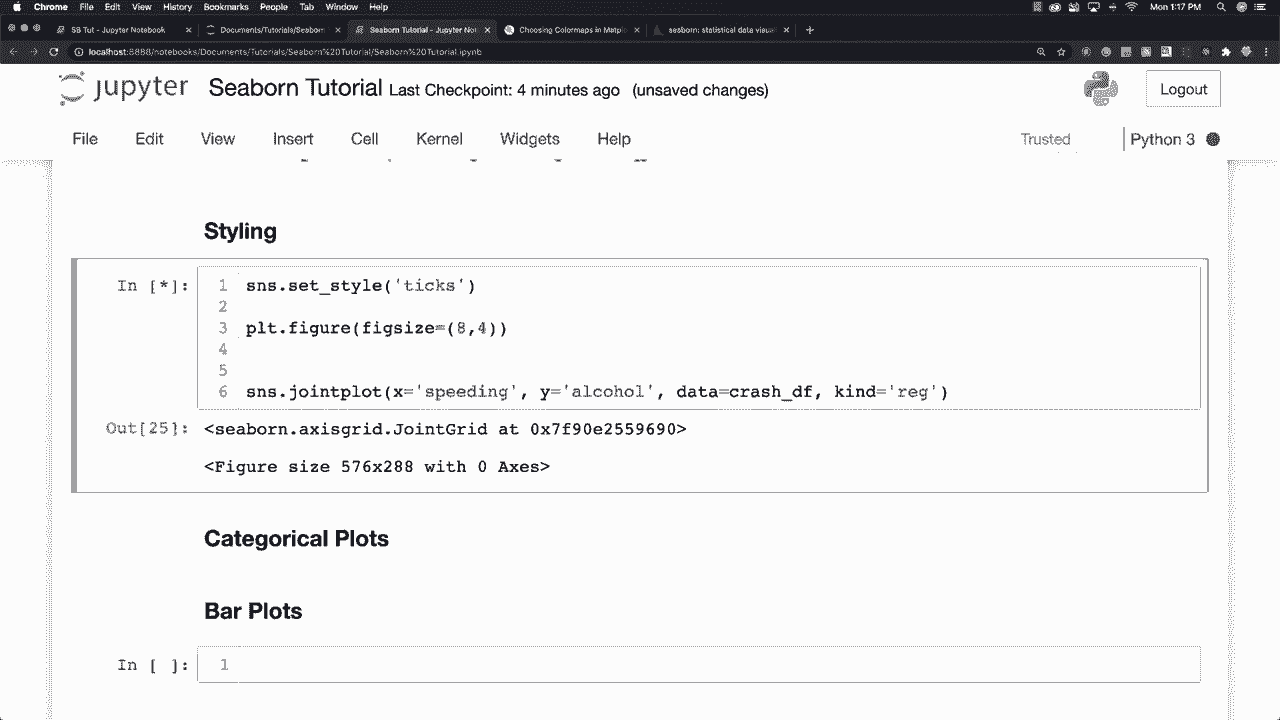 Chrome File Edit View History Bookmarks People Tab Window Help Mon 1:17 PM
SB Tut - Jupyter Notebook Documents/Tutorials/Seaborn Seaborn Tutorial - Jupyter Not Choosing Colormaps in Matplo seaborn: statistical data visual
localhost:8888/notebooks/Documents/Tutorials/Seaborn%20Tutorial/Seaborn%20Tutorial.ipynb
jupyter Seaborn Tutorial Last Checkpoint: 4 minutes ago (unsaved changes) Logout
File Edit View Insert Cell Kernel Widgets Help Trusted Python 3
Styling
In [*]: 1 sns.set_style('ticks')
2
3 plt.figure(figsize=(8,4))
4
5
6 sns.jointplot(x='speeding', y='alcohol', data=crash_df, kind='reg')
Out[25]: <seaborn.axisgrid.JointGrid at 0x7f90e2559690>
<Figure size 576x288 with 0 Axes>
Categorical Plots
Bar Plots
In [ ]: 1